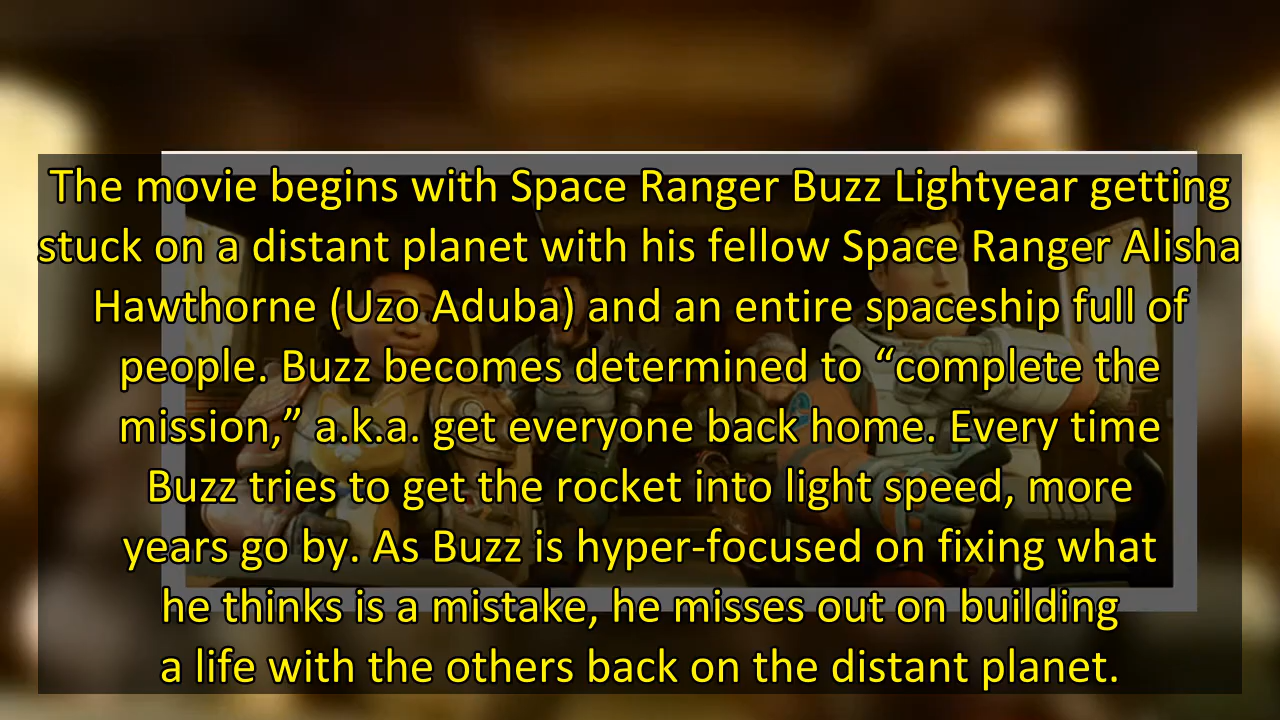 The movie begins with Space Ranger Buzz Lightyear getting
stuck on a distant planet with his fellow Space Ranger Alisha
Hawthorne (Uzo Aduba) and an entire spaceship full of
people. Buzz becomes determined to “complete the
mission,” a.k.a. get everyone back home. Every time
Buzz tries to get the rocket into light speed, more
years go by. As Buzz is hyper-focused on fixing what
he thinks is a mistake, he misses out on building
a life with the others back on the distant planet.